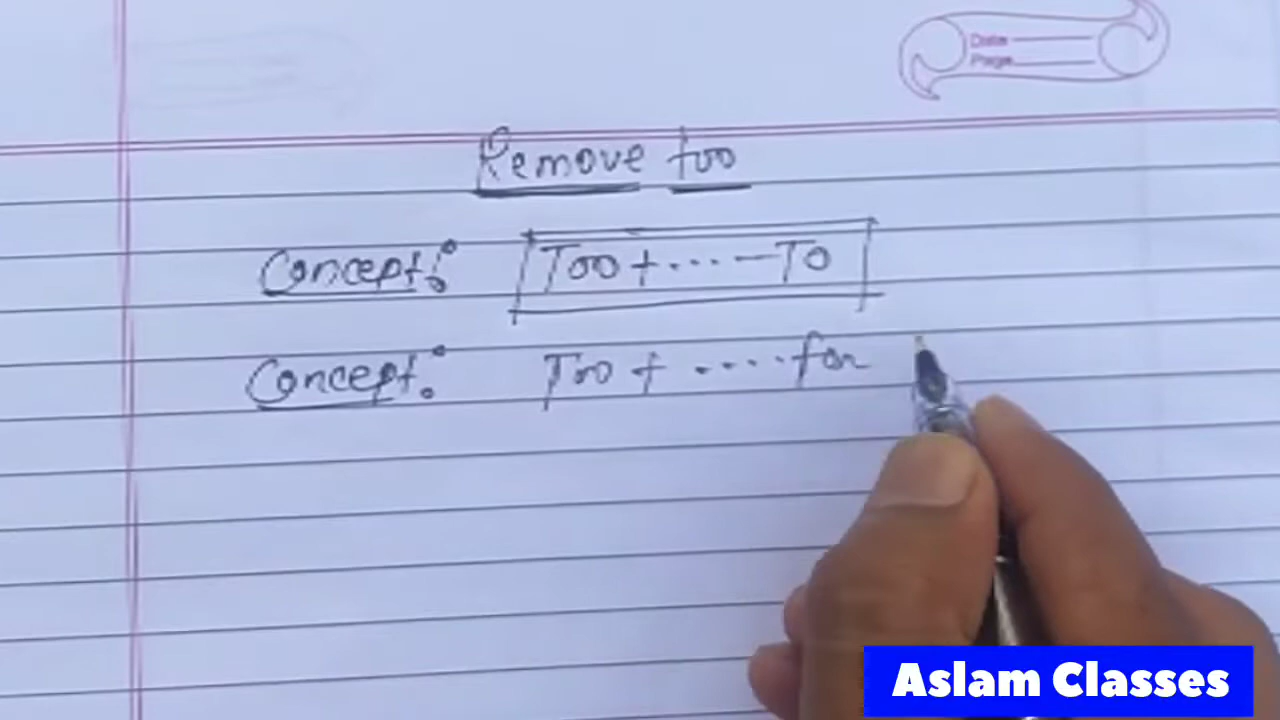 Date
Page
Remove too
Concept: Too + ....-To
Concept: Too + ..... for
Aslam Classes